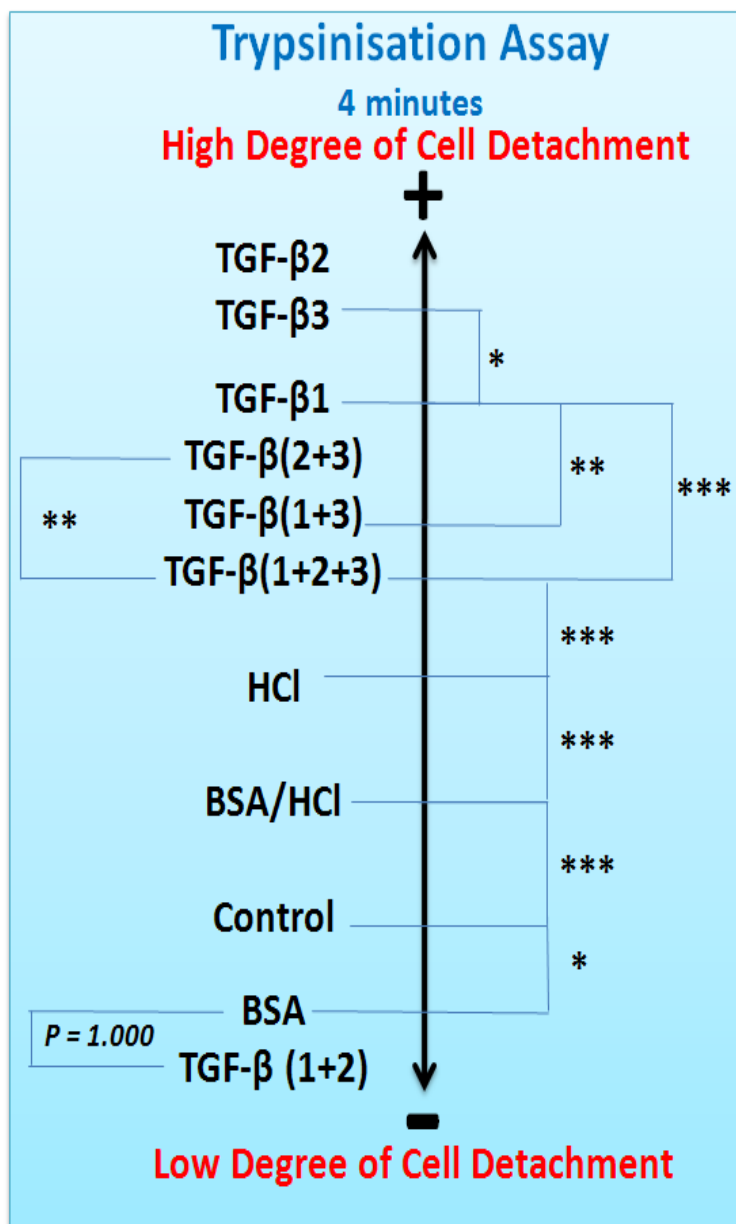 Trypsinisation Assay
4 minutes
High Degree of Cell Detachment
+
TGF-β2
TGF-β3
*
TGF-β1
TGF-β(2+3)
**
***
TGF-β(1+3)
**
TGF-β(1+2+3)
***
HCl
***
BSA/HCl
***
Control
*
BSA
P = 1.000
TGF-β (1+2)
-
Low Degree of Cell Detachment